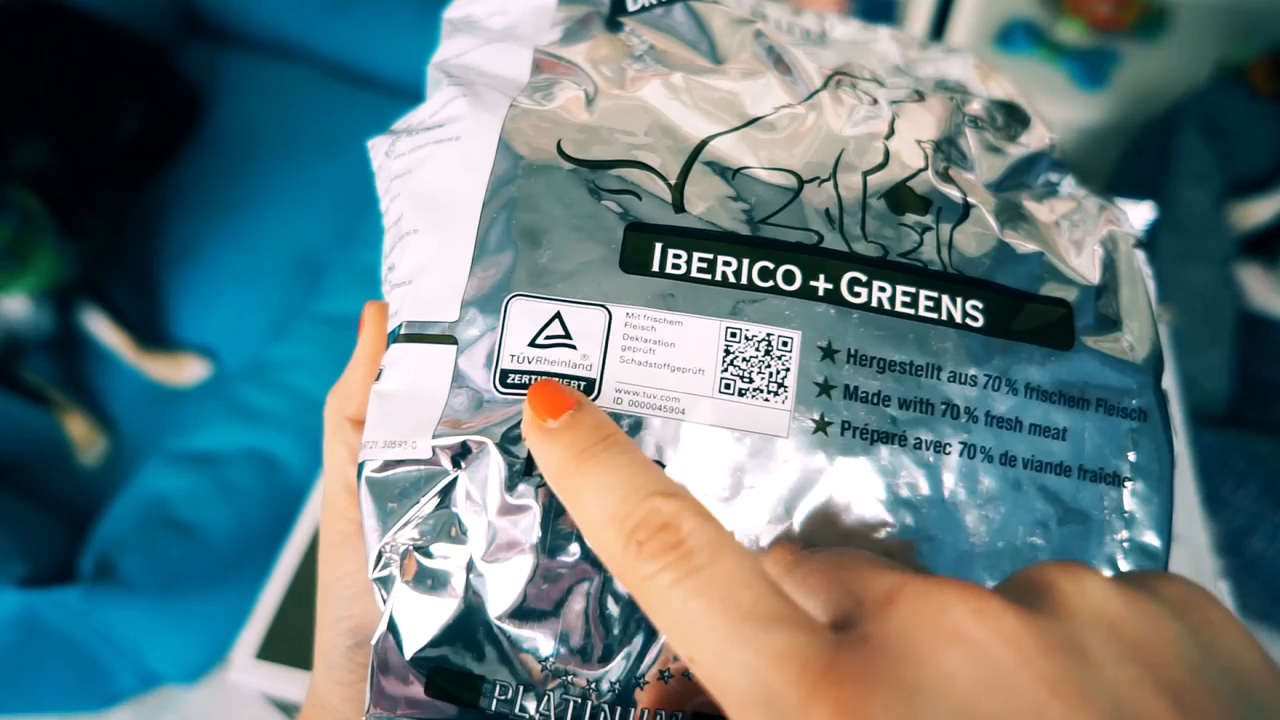 IBERICO + GREENS
TÜVRheinland®
ZERTIFIZIERT
Mit frischem
Fleisch
Deklaration
geprüft
Schadstoffgeprüft
www.tuv.com
ID 0000045904
Hergestellt aus 70% frischem Fleisch
Made with 70% fresh meat
Préparé avec 70% de viande fraîche
PLATINUM